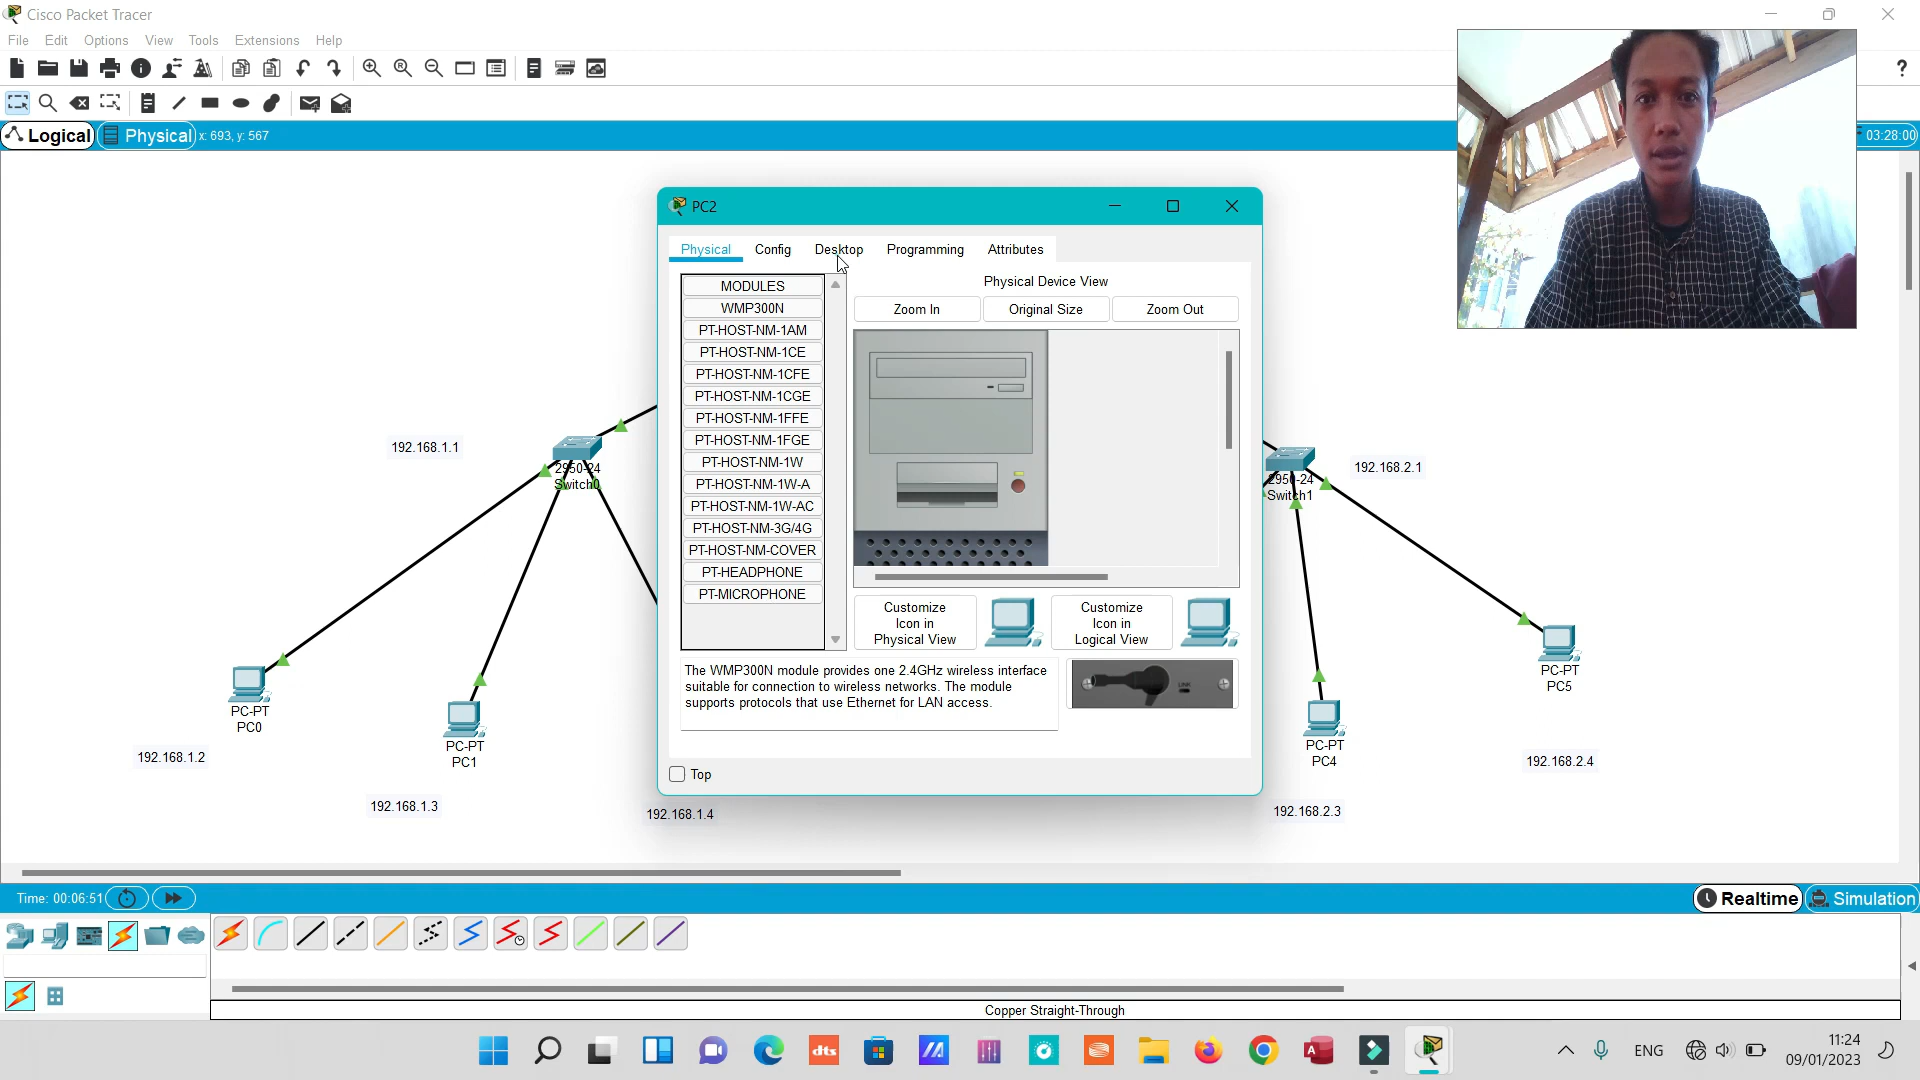 Cisco Packet Tracer
File Edit Options View Tools Extensions Help
?
Logical Physical x: 693, y: 567
03:28:00
PC2
Physical Config Desktop Programming Attributes
MODULES
WMP300N
PT-HOST-NM-1AM
PT-HOST-NM-1CE
PT-HOST-NM-1CFE
PT-HOST-NM-1CGE
PT-HOST-NM-1FFE
PT-HOST-NM-1FGE
PT-HOST-NM-1W
PT-HOST-NM-1W-A
PT-HOST-NM-1W-AC
PT-HOST-NM-3G/4G
PT-HOST-NM-COVER
PT-HEADPHONE
PT-MICROPHONE
Physical Device View
Zoom In Original Size Zoom Out
Customize
Icon in
Physical View
Customize
Icon in
Logical View
The WMP300N module provides one 2.4GHz wireless interface
suitable for connection to wireless networks. The module
supports protocols that use Ethernet for LAN access.
LINK
Top
192.168.1.1
2950-24
Switch0
PC-PT
PC0
192.168.1.2
PC-PT
PC1
192.168.1.3
192.168.1.4
2950-24
Switch1
192.168.2.1
PC-PT
PC4
192.168.2.3
PC-PT
PC5
192.168.2.4
Time: 00:06:51
Realtime Simulation
Copper Straight-Through
dts
A
ENG
11:24
09/01/2023